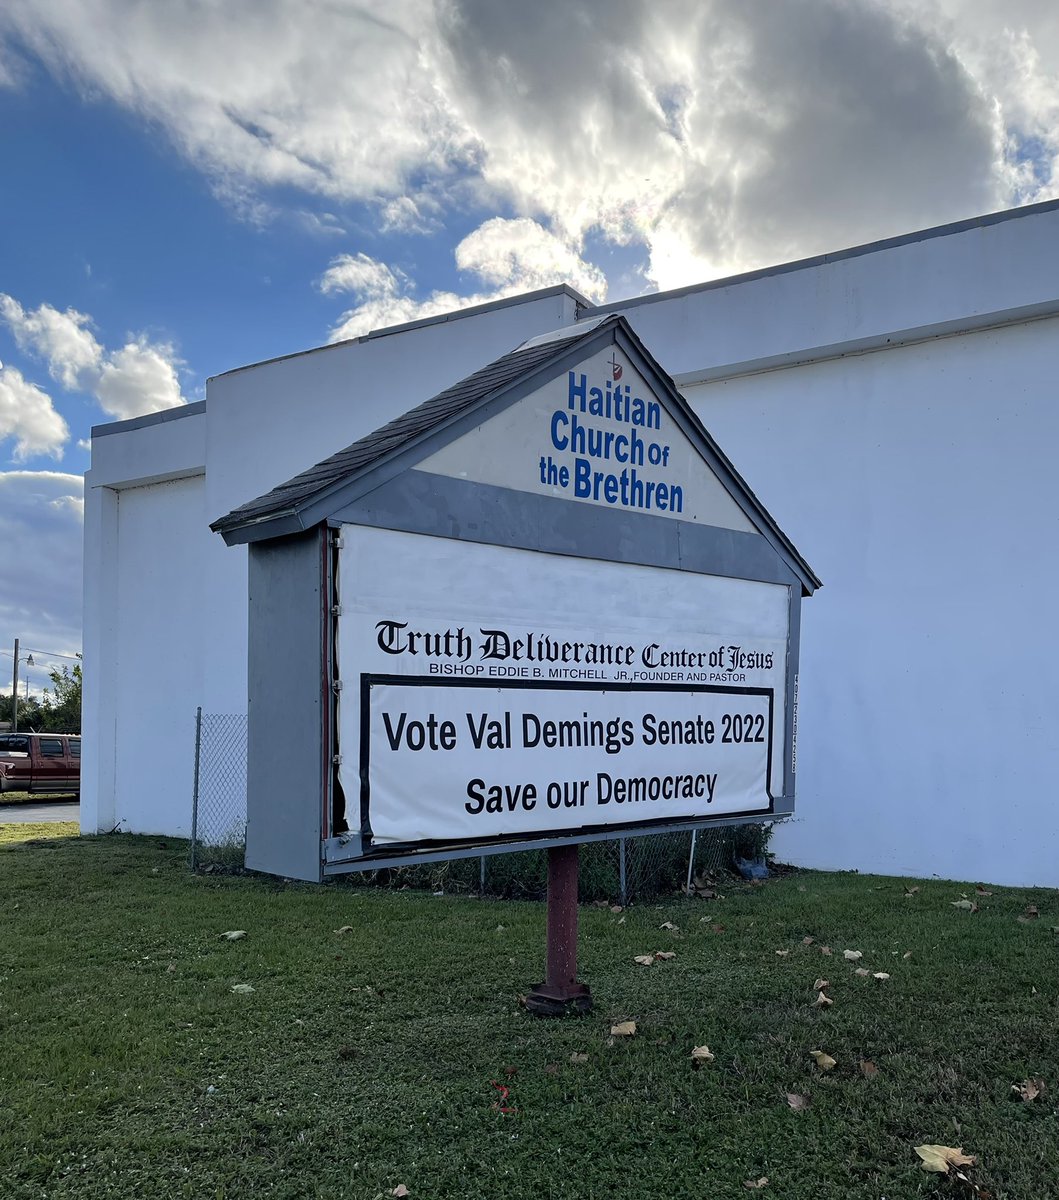 Haitian
Church of
the Brethren
Truth Deliverance Center of Jesus
BISHOP EDDIE B. MITCHELL JR.,FOUNDER AND PASTOR
Vote Val Demings Senate 2022
Save our Democracy